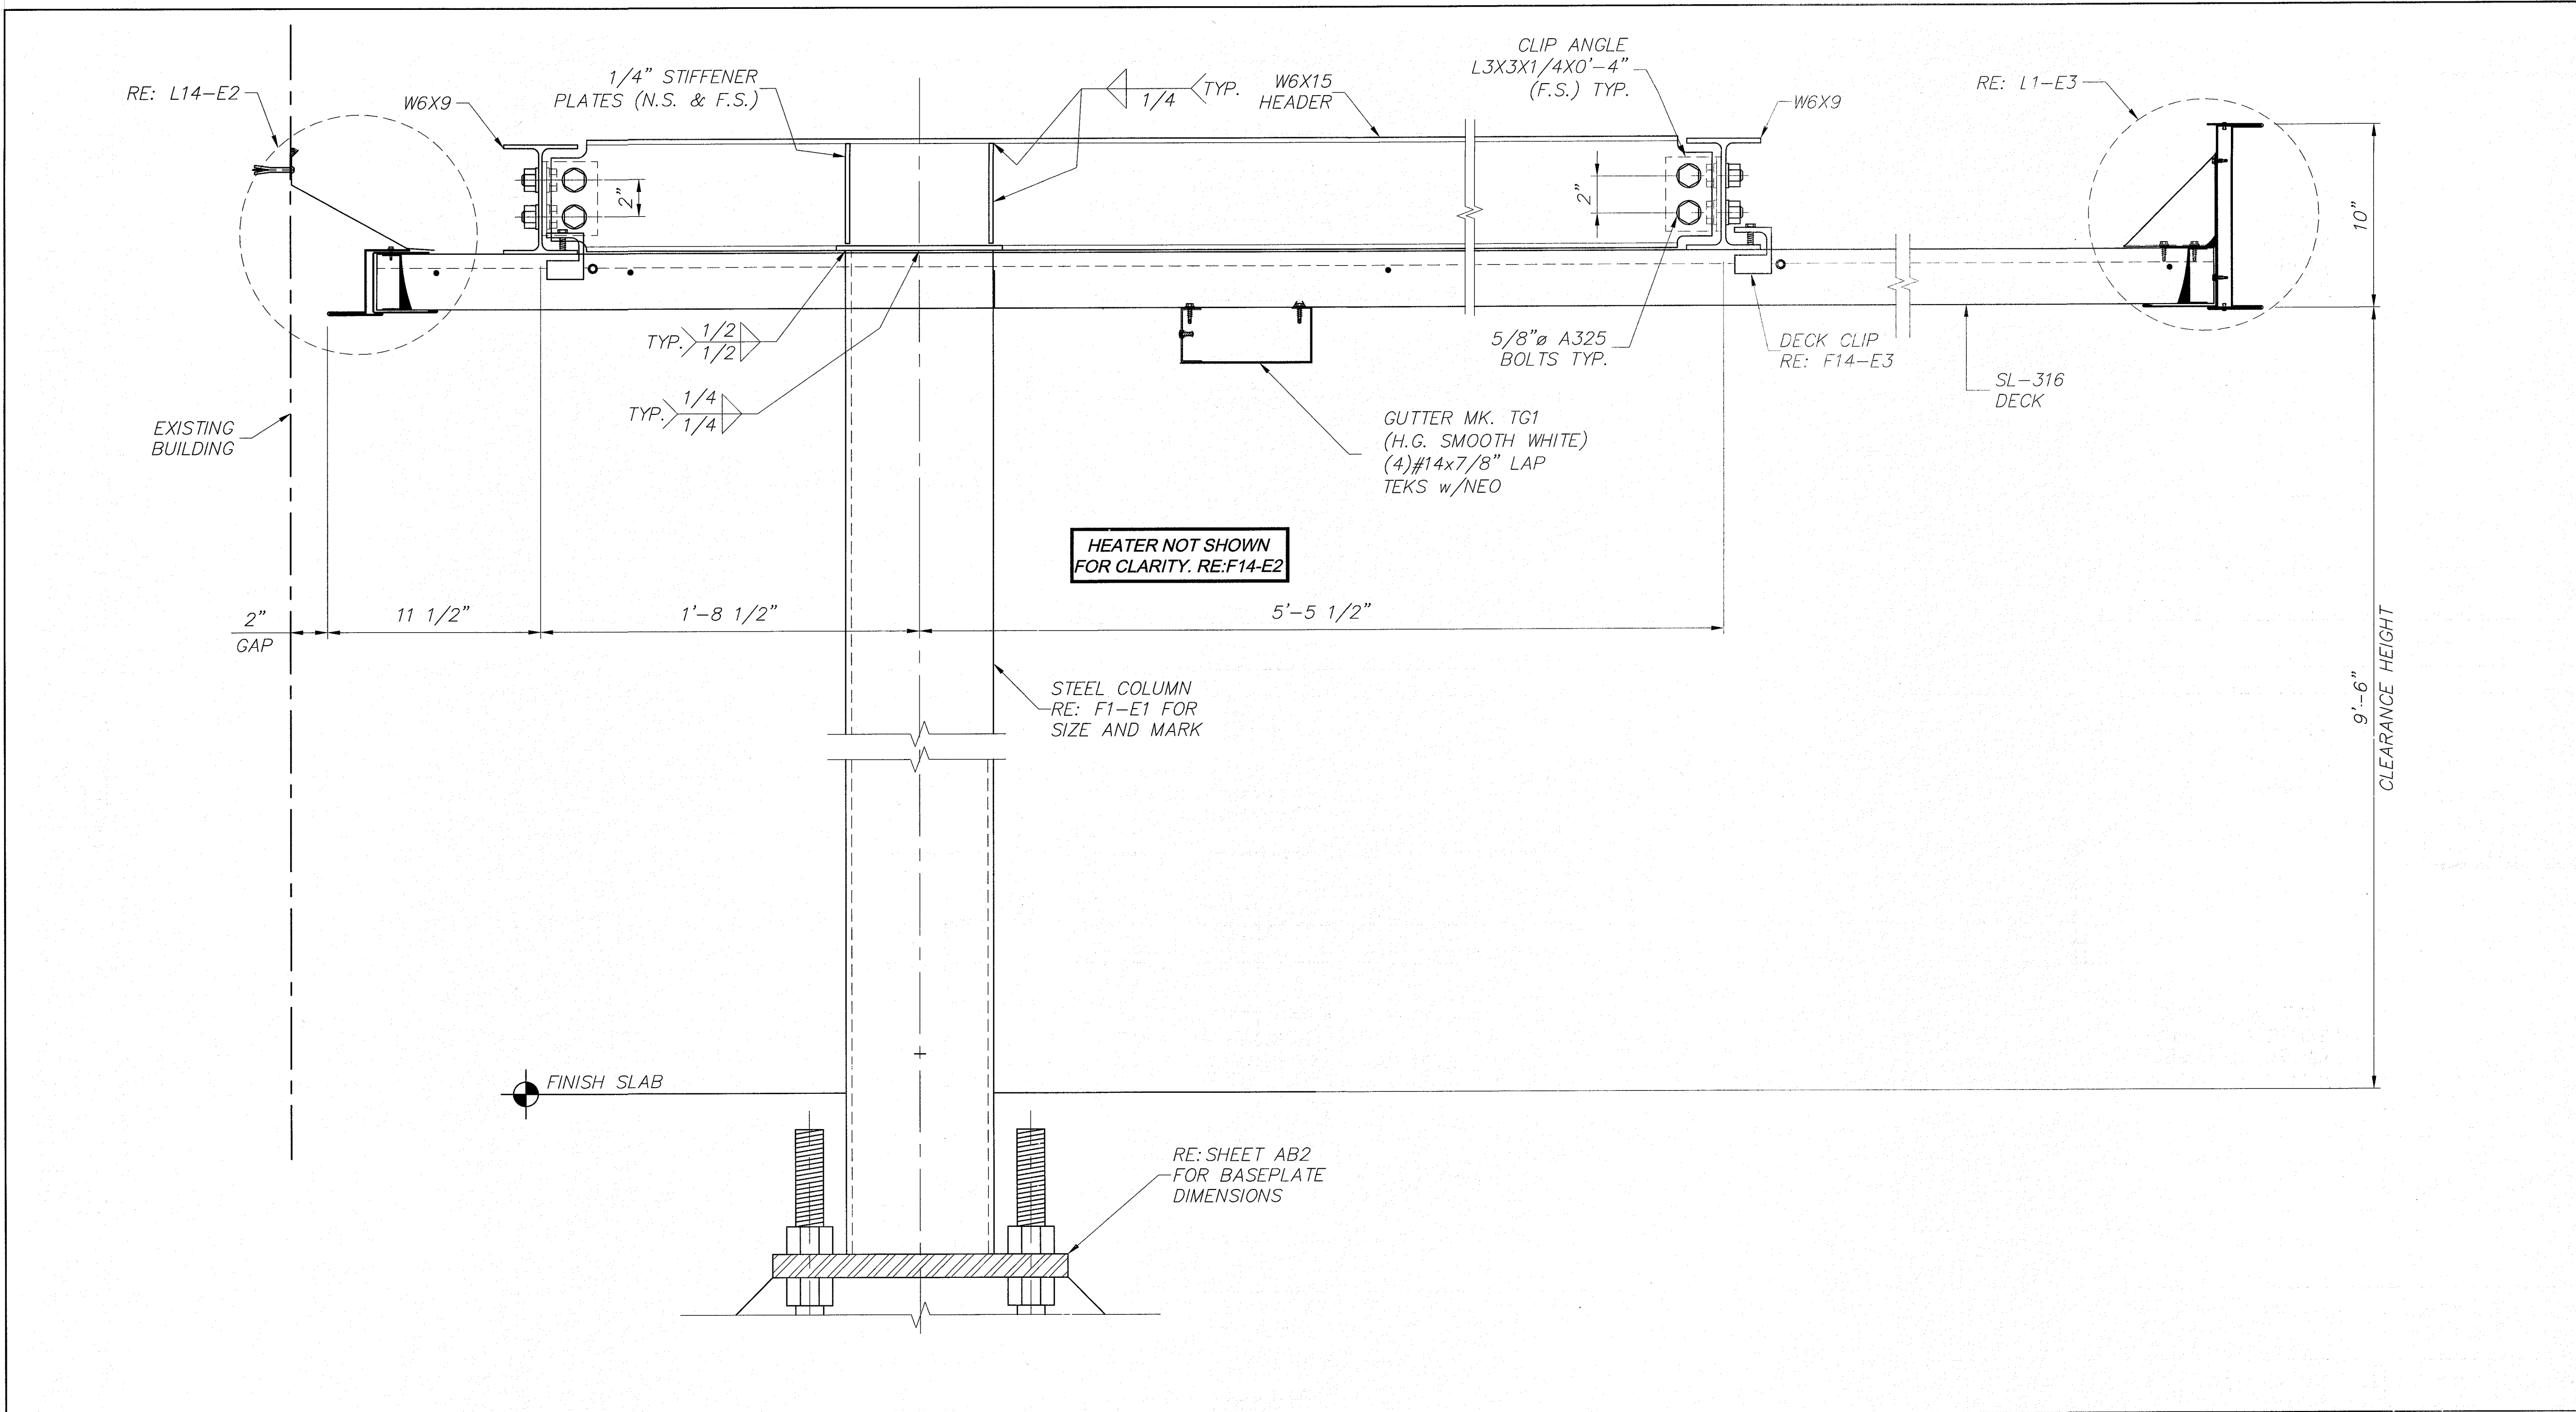 RE: L14-E2
W6X9
1/4" STIFFENER
PLATES (N.S. & F.S.)
1/4
TYP.
W6X15
HEADER
CLIP ANGLE
L3X3X1/4X0'-4"
(F.S.) TYP.
W6X9
RE: L1-E3
2"
2"
10"
TYP.
1/2
1/2
TYP.
1/4
1/4
5/8"ø A325
BOLTS TYP.
DECK CLIP
RE: F14-E3
SL-316
DECK
EXISTING
BUILDING
GUTTER MK. TG1
(H.G. SMOOTH WHITE)
(4)#14x7/8" LAP
TEKS w/NEO
HEATER NOT SHOWN
FOR CLARITY. RE:F14-E2
2"
GAP
11 1/2"
1'-8 1/2"
5'-5 1/2"
9'-6"
CLEARANCE HEIGHT
STEEL COLUMN
RE: F1-E1 FOR
SIZE AND MARK
FINISH SLAB
RE: SHEET AB2
FOR BASEPLATE
DIMENSIONS